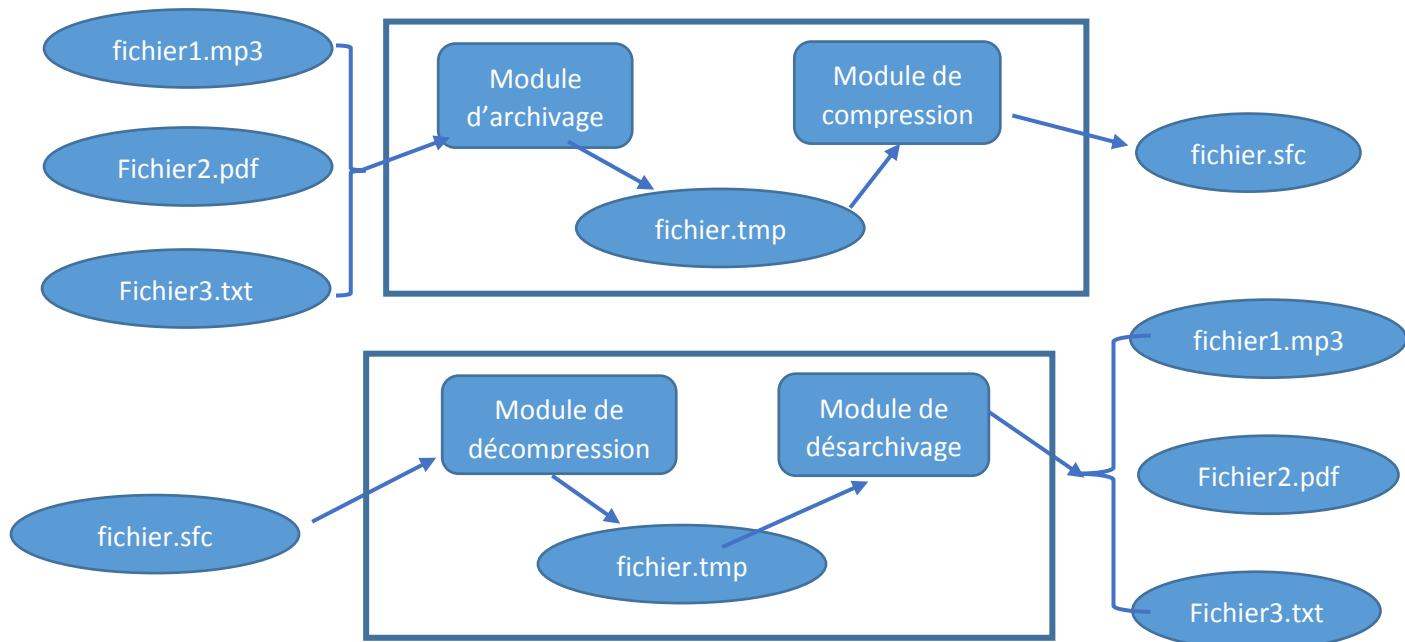 fichier1.mp3
Fichier2.pdf
Fichier3.txt
Module
d’archivage
fichier.tmp
Module de
compression
fichier.sfc
fichier.sfc
Module de
décompression
fichier.tmp
Module de
désarchivage
fichier1.mp3
Fichier2.pdf
Fichier3.txt